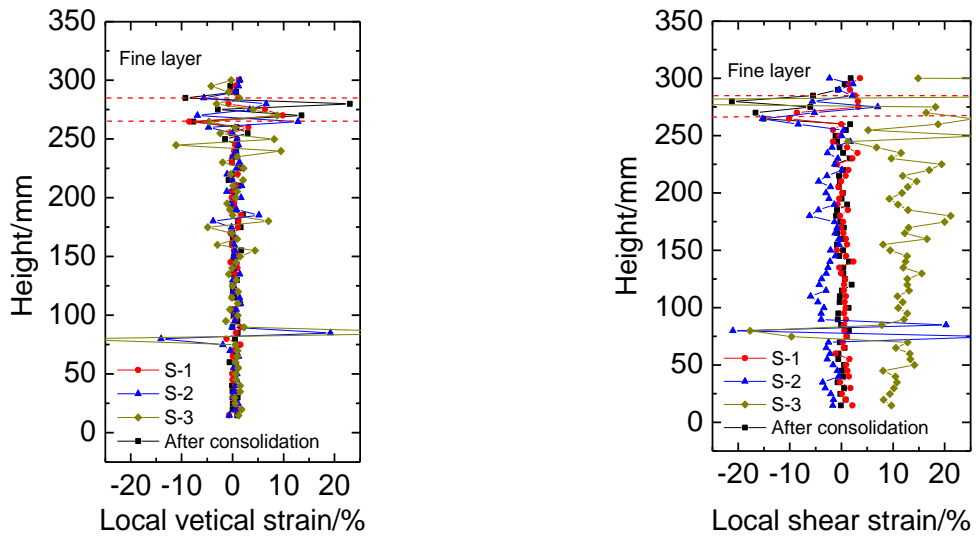 350
300
250
200
150
100
50
0
Height/mm
Fine layer
S-1
S-2
S-3
After consolidation
-20 -10 0 10 20
Local vetical strain/%
350
300
250
200
150
100
50
0
Height/mm
Fine layer
S-1
S-2
S-3
After consolidation
-20 -10 0 10 20
Local shear strain/%